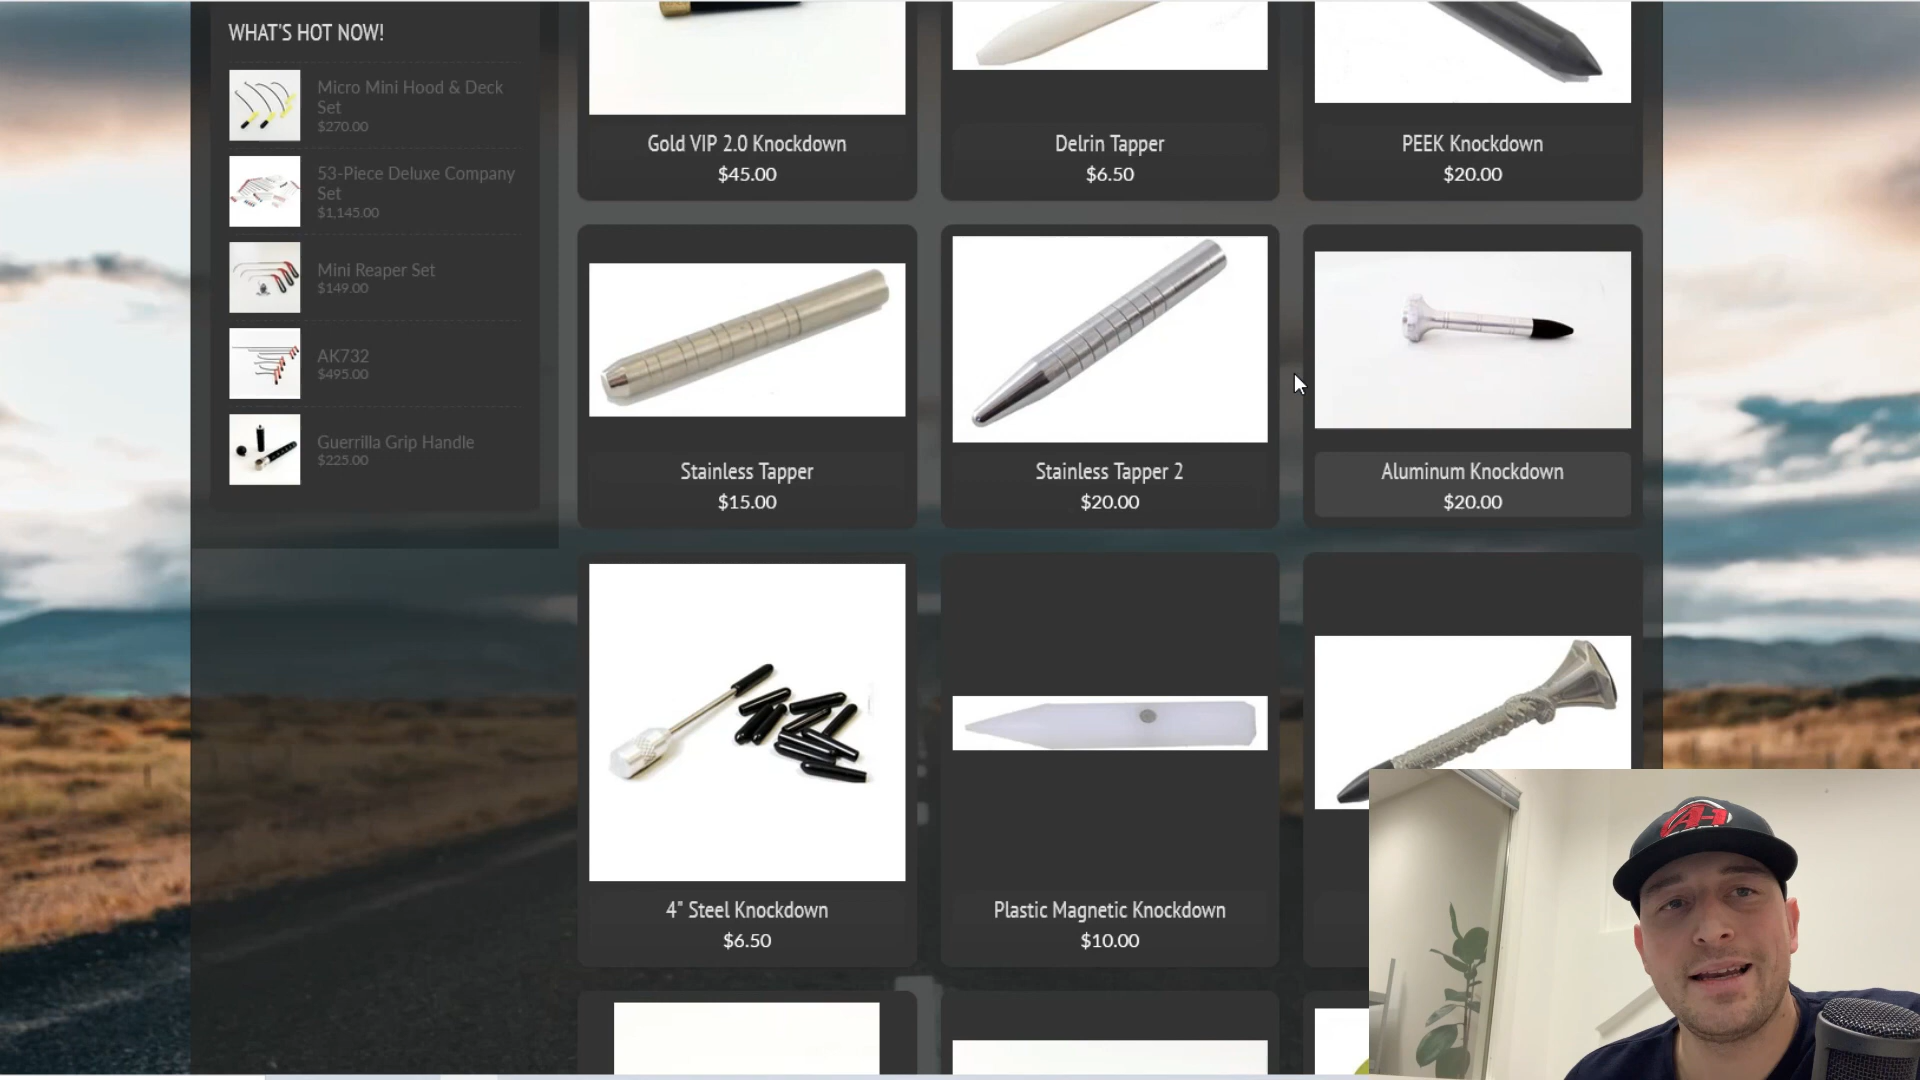 WHAT'S HOT NOW!
Micro Mini Hood & Deck
Set
$270.00
53-Piece Deluxe Company
Set
$1,145.00
Mini Reaper Set
$149.00
AK732
$495.00
Guerrilla Grip Handle
$225.00
Gold VIP 2.0 Knockdown
$45.00
Delrin Tapper
$6.50
PEEK Knockdown
$20.00
Stainless Tapper
$15.00
Stainless Tapper 2
$20.00
Aluminum Knockdown
$20.00
4" Steel Knockdown
$6.50
Plastic Magnetic Knockdown
$10.00